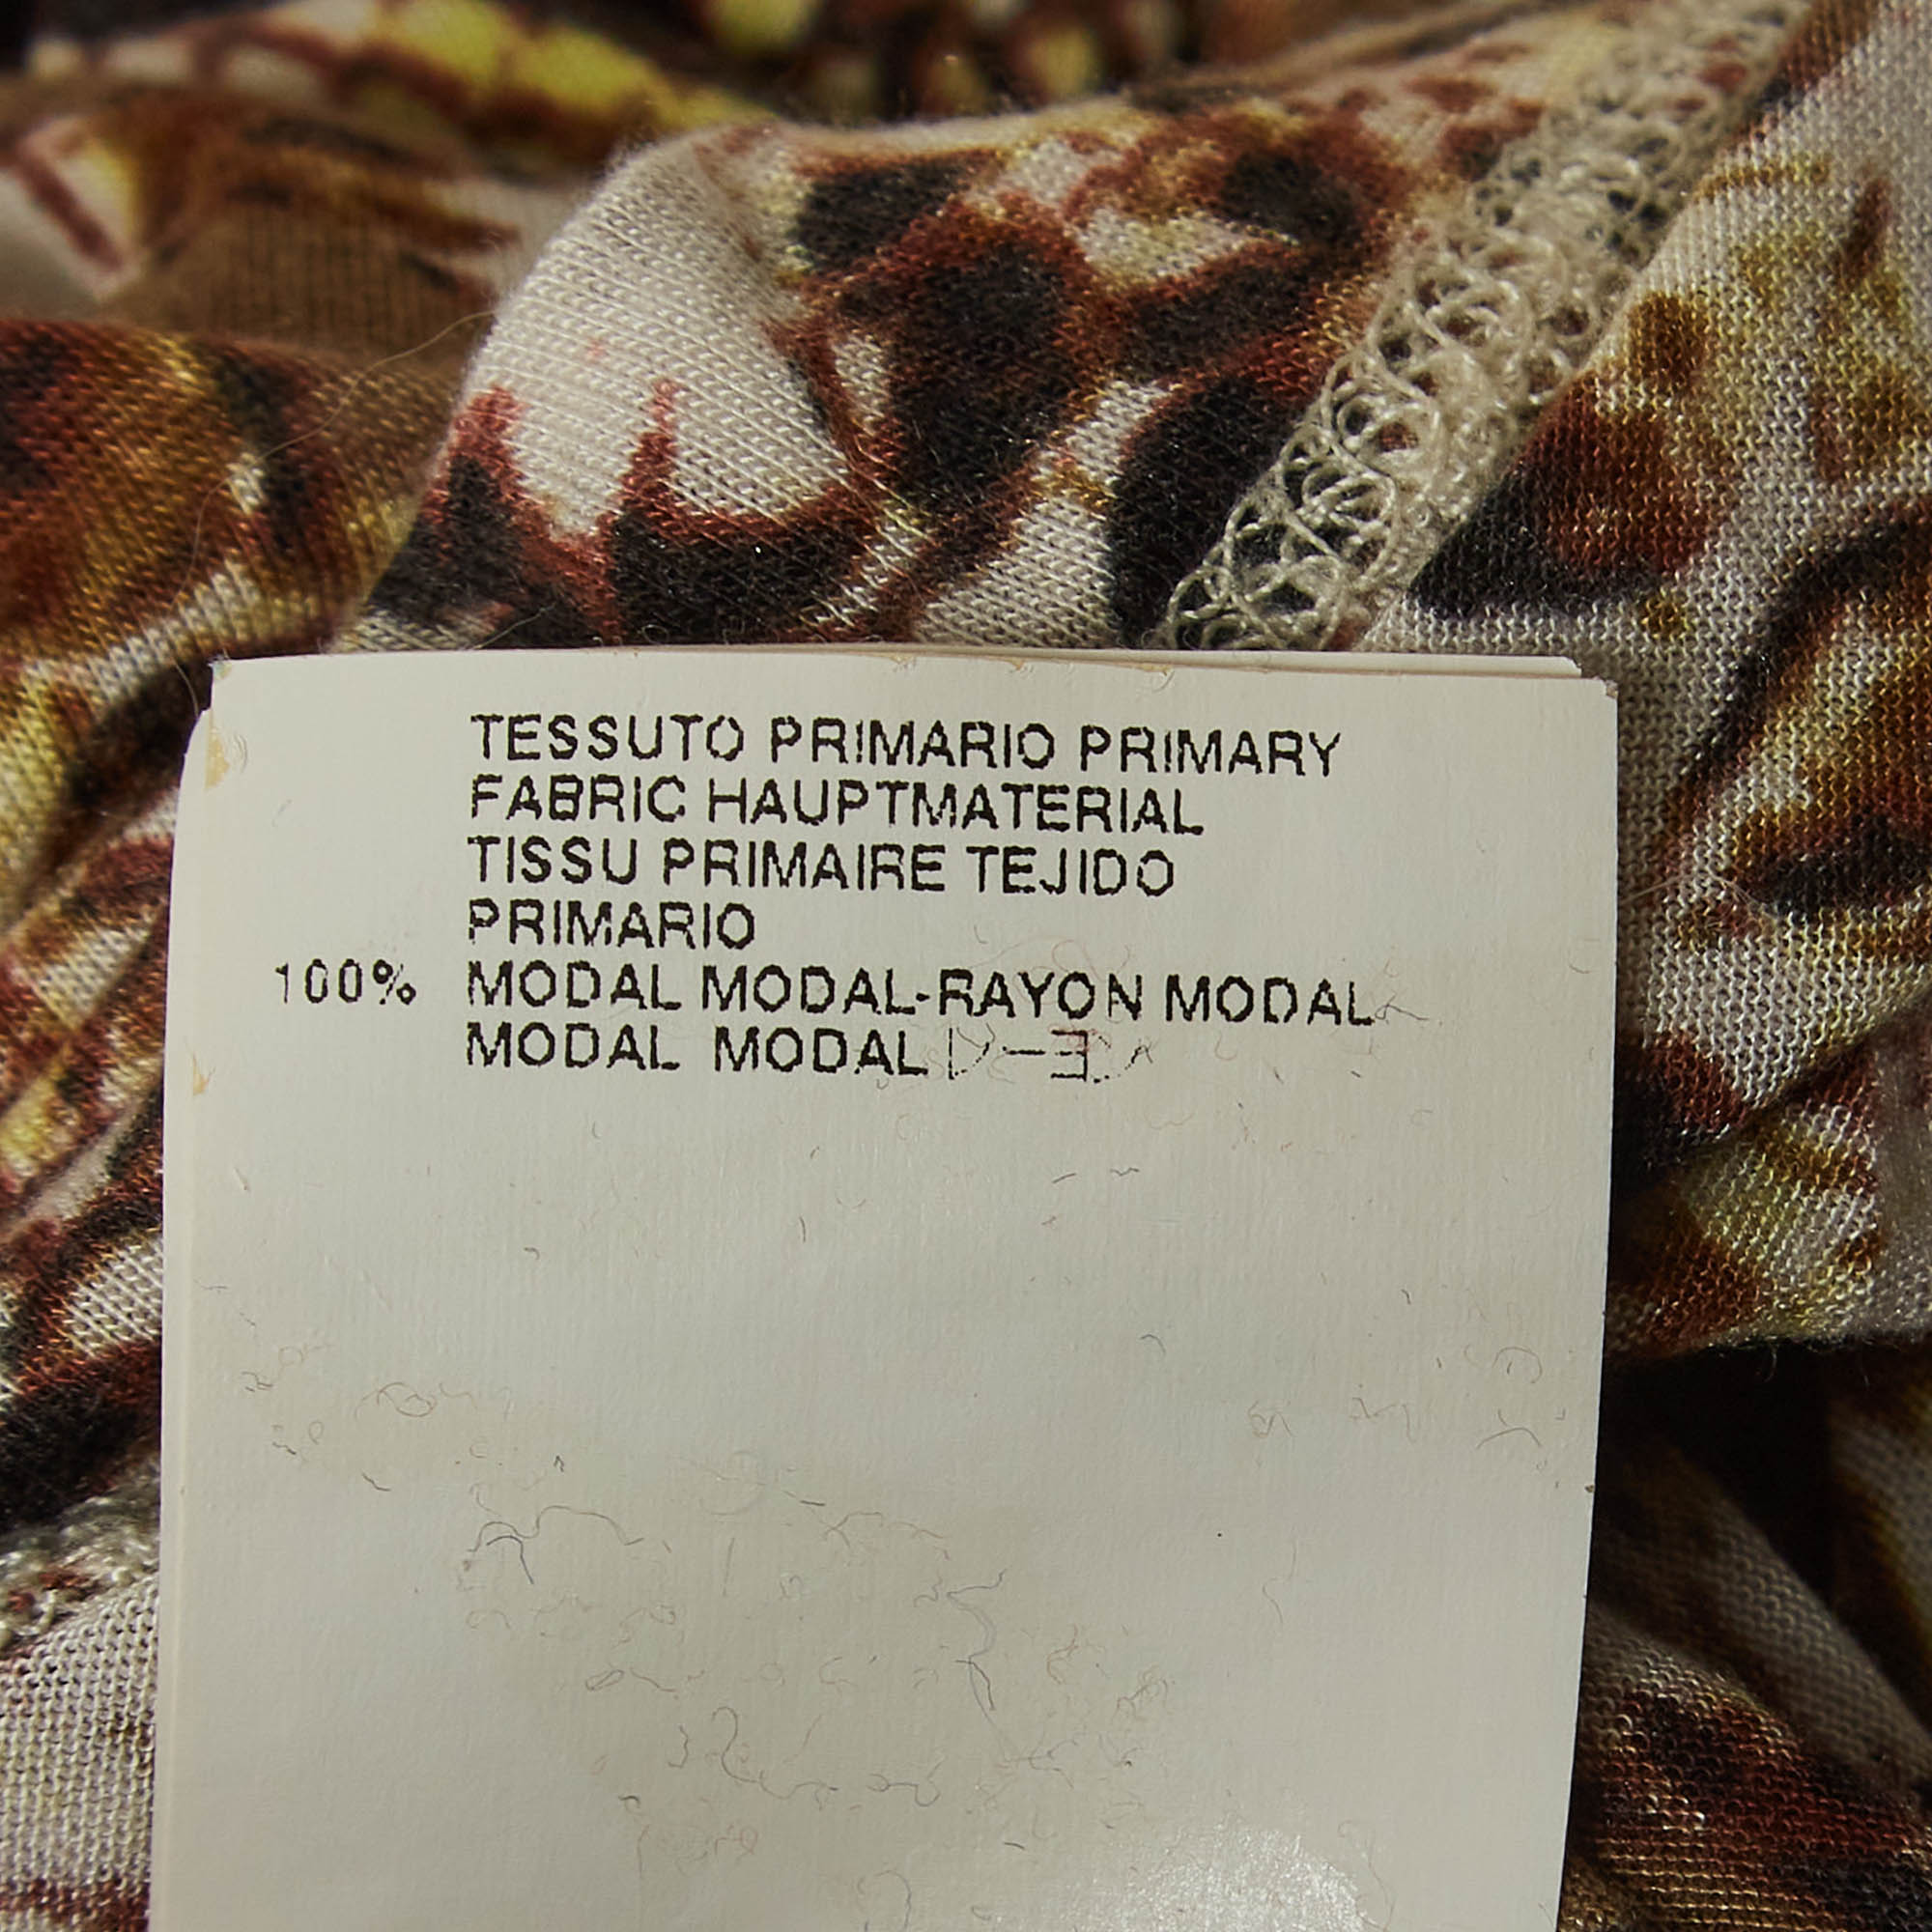 TESSUTO PRIMARIO PRIMARY
FABRIC HAUPTMATERIAL
TISSU PRIMAIRE TEJIDO
PRIMARIO
100% MODAL MODAL-RAYON MODAL
MODAL MODAL